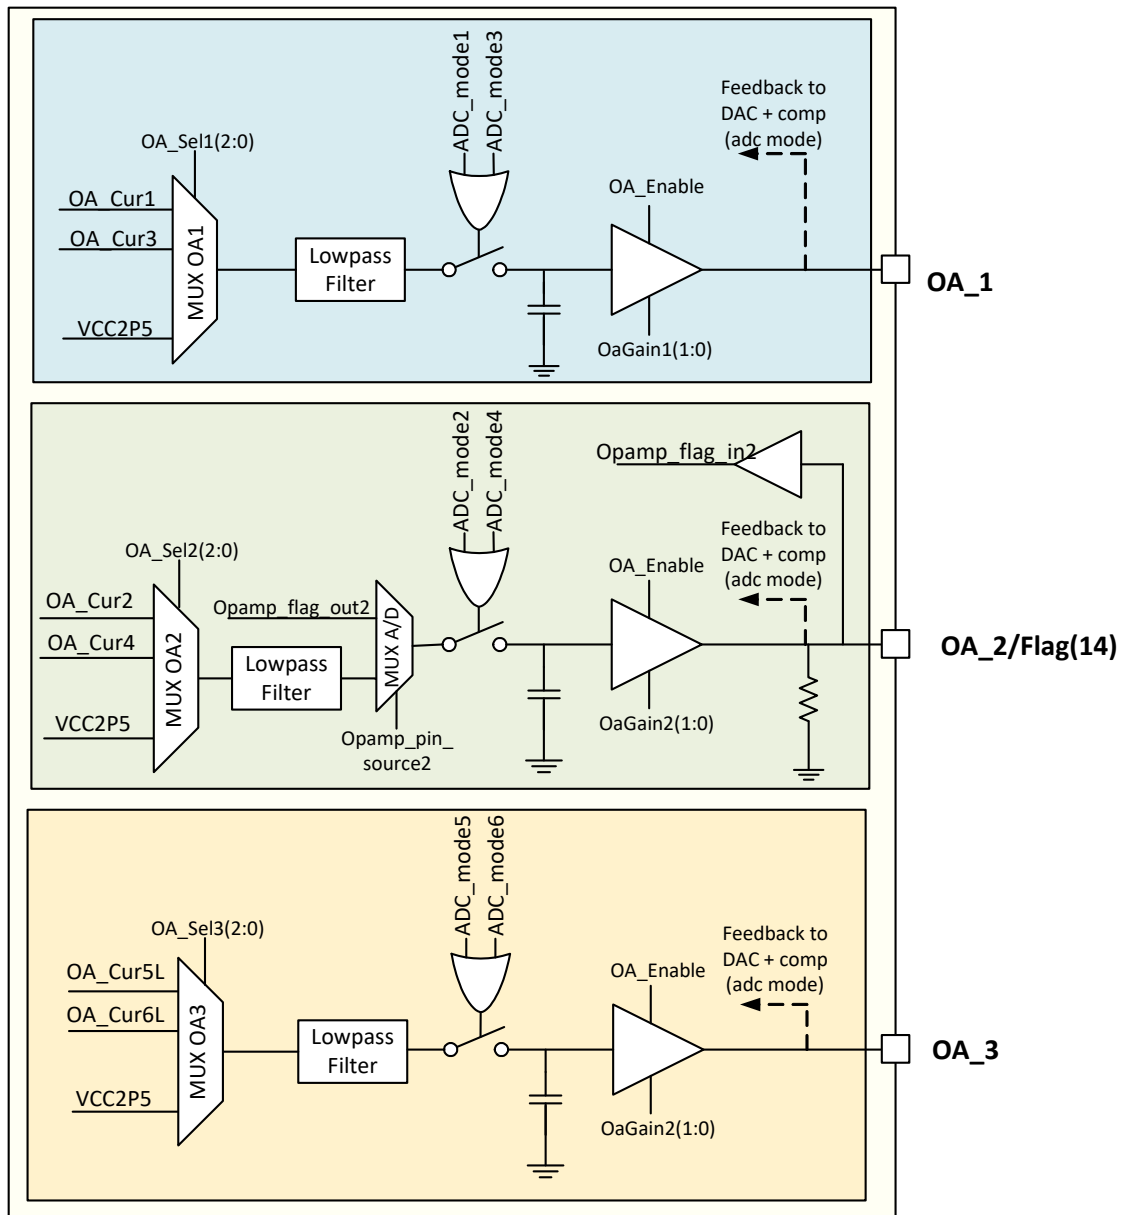 ADC_mode1
ADC_mode3
Feedback to
DAC + comp
(adc mode)
OA_Sel1(2:0)
OA_Enable
OA_Cur1
OA_Cur3
MUX OA1
Lowpass
Filter
OA_1
VCC2P5
OaGain1(1:0)
ADC_mode2
ADC_mode4
Opamp_flag_in2
Feedback to
DAC + comp
(adc mode)
OA_Sel2(2:0)
OA_Enable
OA_Cur2
Opamp_flag_out2
MUX A/D
OA_Cur4
MUX OA2
Lowpass
Filter
OA_2/Flag(14)
VCC2P5
OaGain2(1:0)
Opamp_pin_
source2
ADC_mode5
ADC_mode6
OA_Sel3(2:0)
Feedback to
DAC + comp
(adc mode)
OA_Cur5L
OA_Enable
OA_Cur6L
MUX OA3
Lowpass
Filter
OA_3
VCC2P5
OaGain2(1:0)